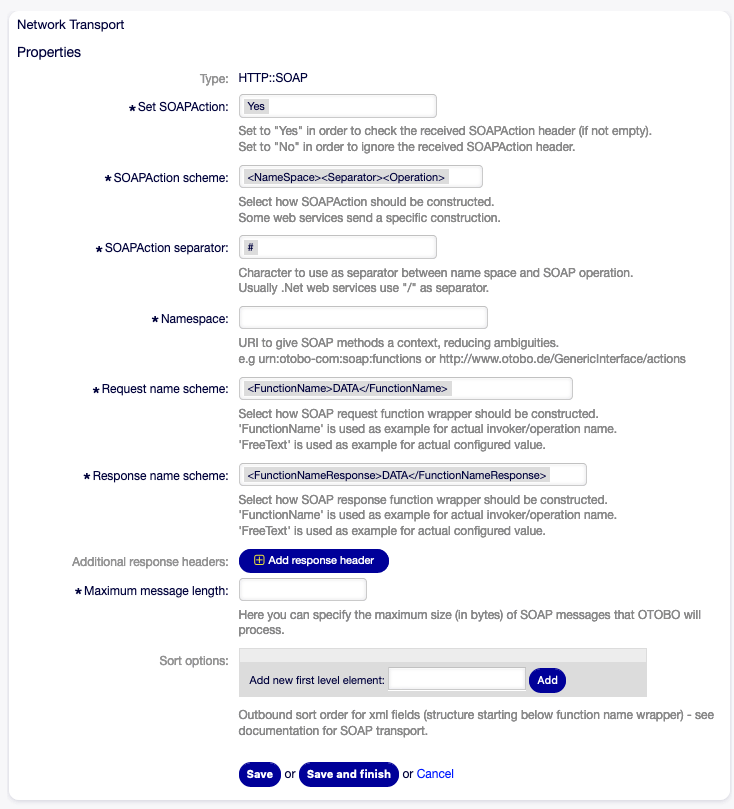 Network Transport
Properties
Type: HTTP::SOAP
* Set SOAPAction: Yes
Set to "Yes" in order to check the received SOAPAction header (if not empty).
Set to "No" in order to ignore the received SOAPAction header.
* SOAPAction scheme: <NameSpace><Separator><Operation>
Select how SOAPAction should be constructed.
Some web services send a specific construction.
* SOAPAction separator: #
Character to use as separator between name space and SOAP operation.
Usually .Net web services use "/" as separator.
* Namespace:
URI to give SOAP methods a context, reducing ambiguities.
e.g urn:otobo-com:soap:functions or http://www.otobo.de/GenericInterface/actions
* Request name scheme: <FunctionName>DATA</FunctionName>
Select how SOAP request function wrapper should be constructed.
'FunctionName' is used as example for actual invoker/operation name.
'FreeText' is used as example for actual configured value.
* Response name scheme: <FunctionNameResponse>DATA</FunctionNameResponse>
Select how SOAP response function wrapper should be constructed.
'FunctionName' is used as example for actual invoker/operation name.
'FreeText' is used as example for actual configured value.
Additional response headers: Add response header
* Maximum message length:
Here you can specify the maximum size (in bytes) of SOAP messages that OTOBO will
process.
Sort options:
Add new first level element: Add
Outbound sort order for xml fields (structure starting below function name wrapper) - see
documentation for SOAP transport.
Save or Save and finish or Cancel